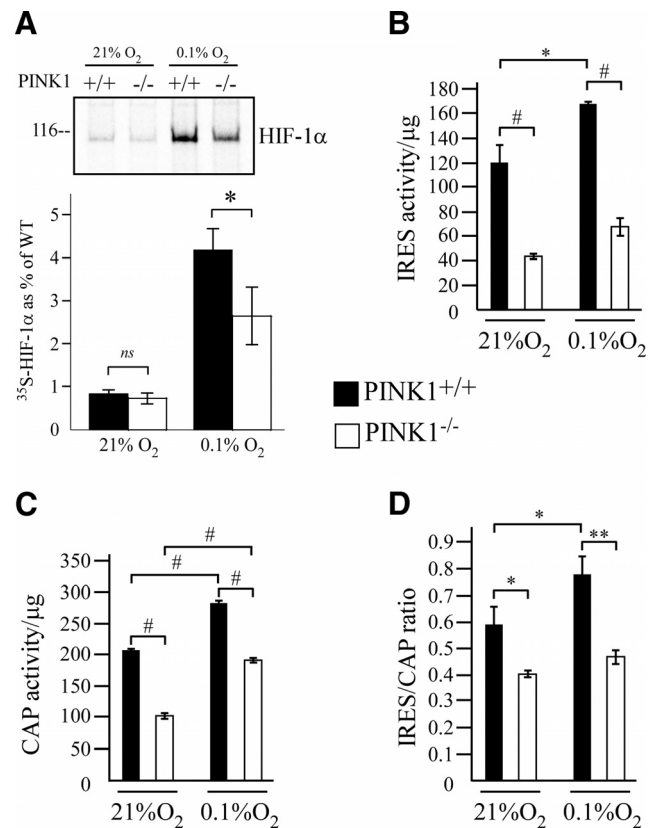 A
21% O2 0.1% O2
PINK1 +/+ -/- +/+ -/-
116--
HIF-1α
35S-HIF-1α as % of WT
5
4
3
2
1
0
*
ns
21% O2 0.1% O2
B
IRES activity/µg
180
160
140
120
100
80
60
40
20
0
*
#
#
21%O2 0.1%O2
PINK1+/+
PINK1-/-
C
CAP activity/µg
350
300
250
200
150
100
50
0
#
#
#
#
21%O2 0.1%O2
D
IRES/CAP ratio
0.9
0.8
0.7
0.6
0.5
0.4
0.3
0.2
0.1
0
*
**
*
21%O2 0.1%O2